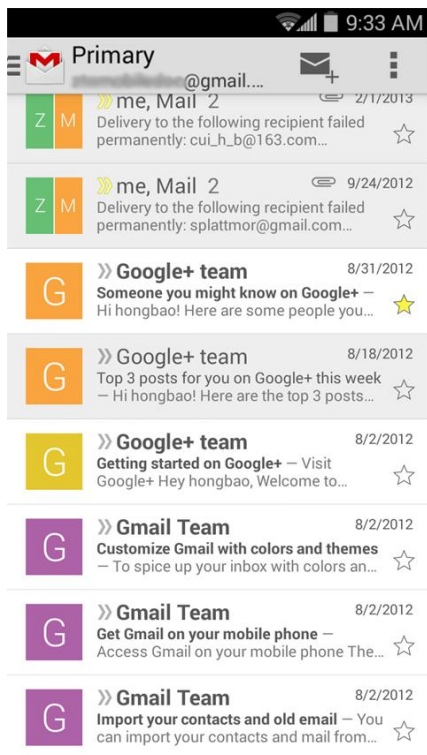 9:33 AM
Primary
@gmail....
Z M
me, Mail 2
2/1/2013
Delivery to the following recipient failed
permanently: cui_h_b@163.com...
Z M
me, Mail 2
9/24/2012
Delivery to the following recipient failed
permanently: splattmor@gmail.com...
G
Google+ team
8/31/2012
Someone you might know on Google+ –
Hi hongbao! Here are some people you...
G
Google+ team
8/18/2012
Top 3 posts for you on Google+ this week
– Hi hongbao! Here are the top 3 posts...
G
Google+ team
8/2/2012
Getting started on Google+ – Visit
Google+ Hey hongbao, Welcome to...
G
Gmail Team
8/2/2012
Customize Gmail with colors and themes
– To spice up your inbox with colors an...
G
Gmail Team
8/2/2012
Get Gmail on your mobile phone –
Access Gmail on your mobile phone The...
G
Gmail Team
8/2/2012
Import your contacts and old email – You
can import your contacts and mail from...